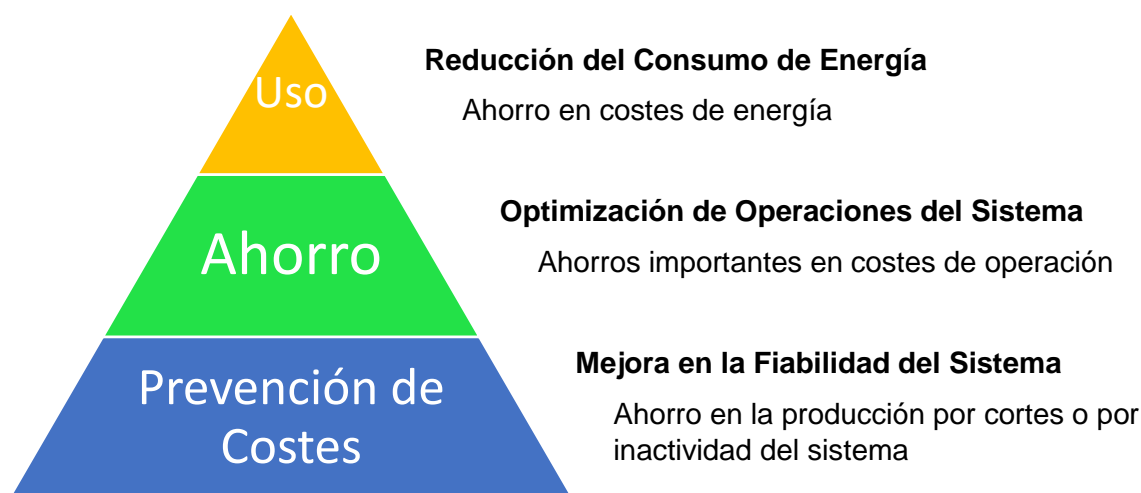 Uso
Reducción del Consumo de Energía
Ahorro en costes de energía
Ahorro
Optimización de Operaciones del Sistema
Ahorros importantes en costes de operación
Prevención de
Costes
Mejora en la Fiabilidad del Sistema
Ahorro en la producción por cortes o por
inactividad del sistema